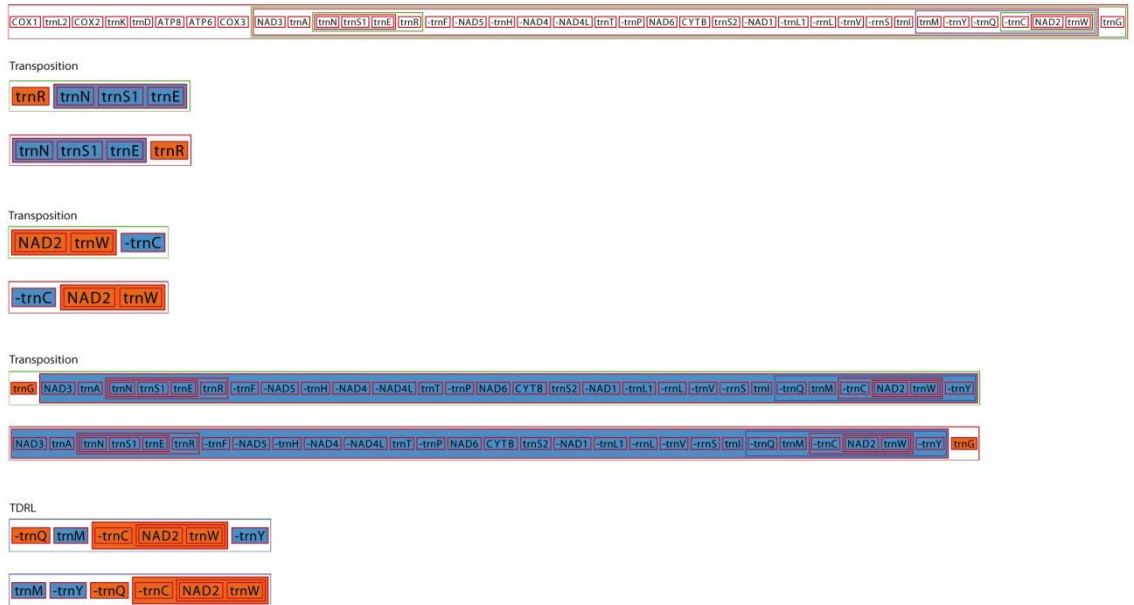 COX1 trnL2 COX2 trnK trnD ATP8 ATP6 COX3 NAD3 trnA trnN trnS1 trnE trnR -trnF -NAD5 -trnH -NAD4 -NAD4L trnT -trnP NAD6 CYTB trnS2 -NAD1 -trnL1 -rrnL -trnV -rrnS trnI trnM -trnY -trnQ -trnC NAD2 trnW trnG
Transposition
trnR trnN trnS1 trnE
trnN trnS1 trnE trnR
Transposition
NAD2 trnW -trnC
-trnC NAD2 trnW
Transposition
trnG NAD3 trnA trnN trnS1 trnE trnR -trnF -NAD5 -trnH -NAD4 -NAD4L trnT -trnP NAD6 CYTB trnS2 -NAD1 -trnL1 -rrnL -trnV -rrnS trnI -trnQ trnM -trnC NAD2 trnW -trnY
NAD3 trnA trnN trnS1 trnE trnR -trnF -NAD5 -trnH -NAD4 -NAD4L trnT -trnP NAD6 CYTB trnS2 -NAD1 -trnL1 -rrnL -trnV -rrnS trnI -trnQ trnM -trnC NAD2 trnW -trnY trnG
TDRL
-trnQ trnM -trnC NAD2 trnW -trnY
trnM -trnY -trnQ -trnC NAD2 trnW